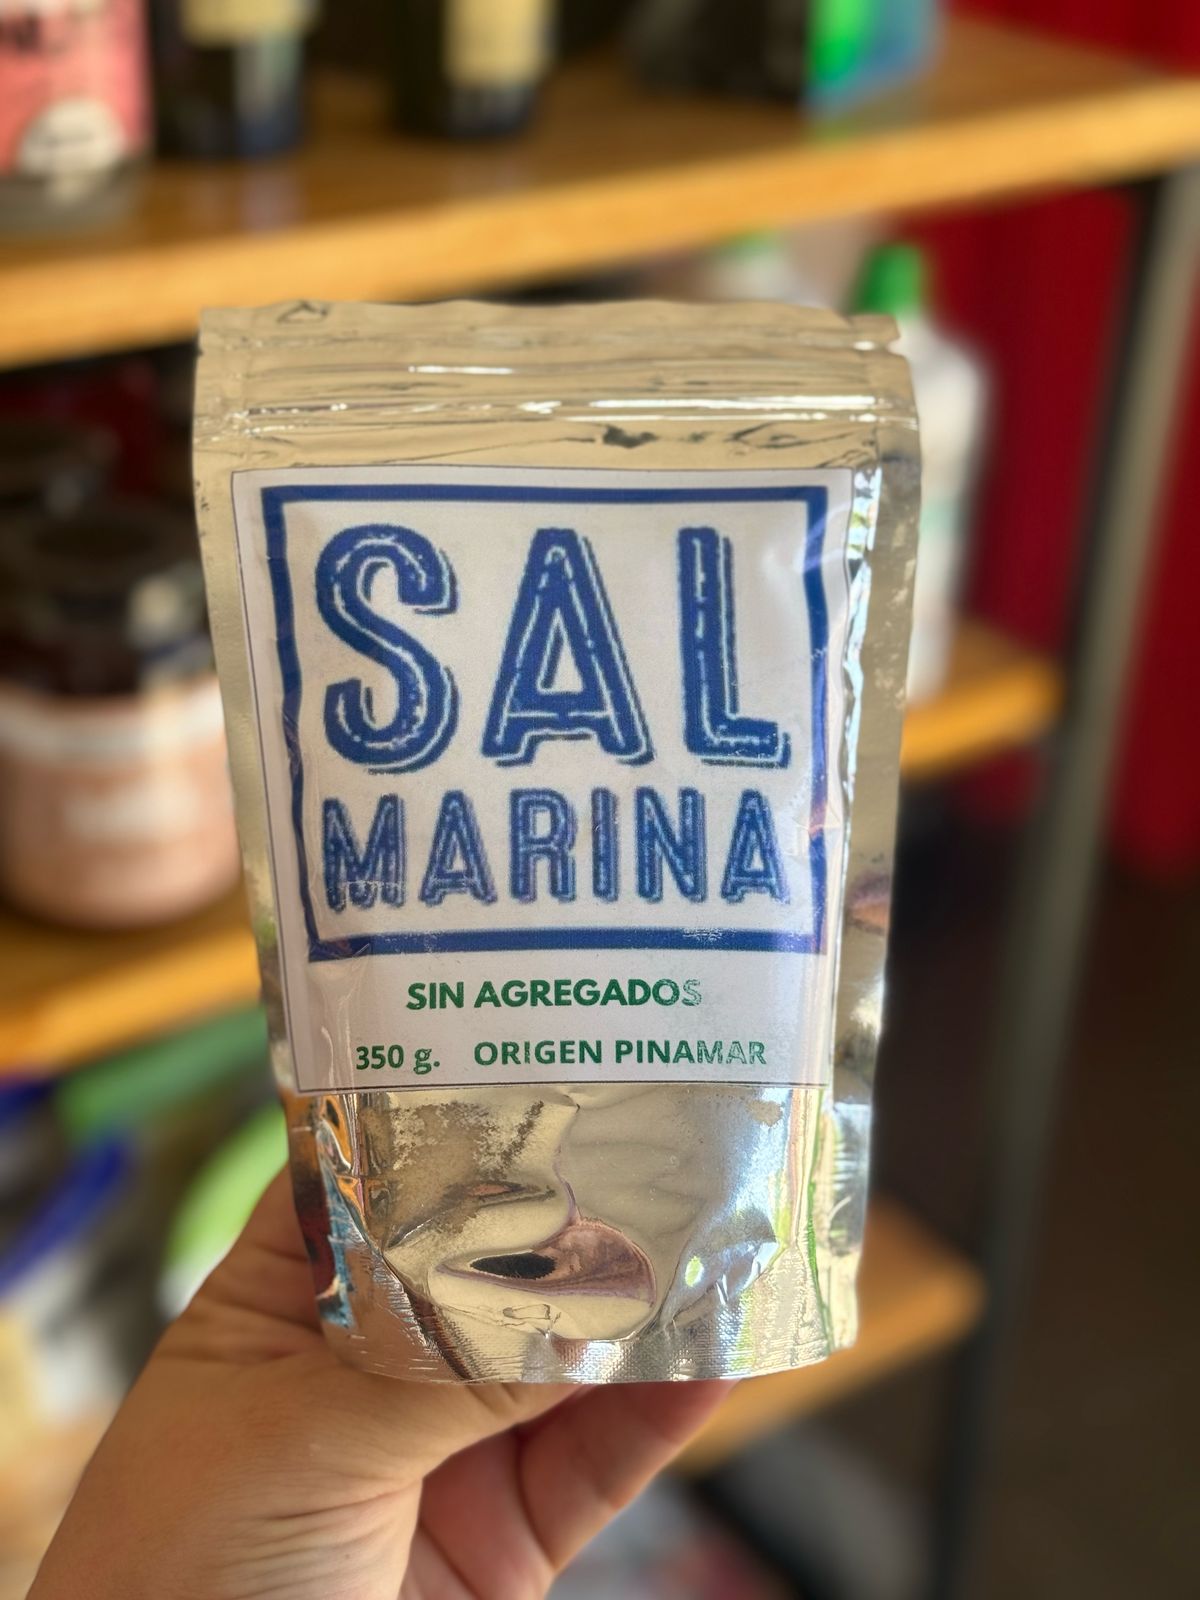 SAL
MARINA
SIN AGREGADOS
350 g. ORIGEN PINAMAR